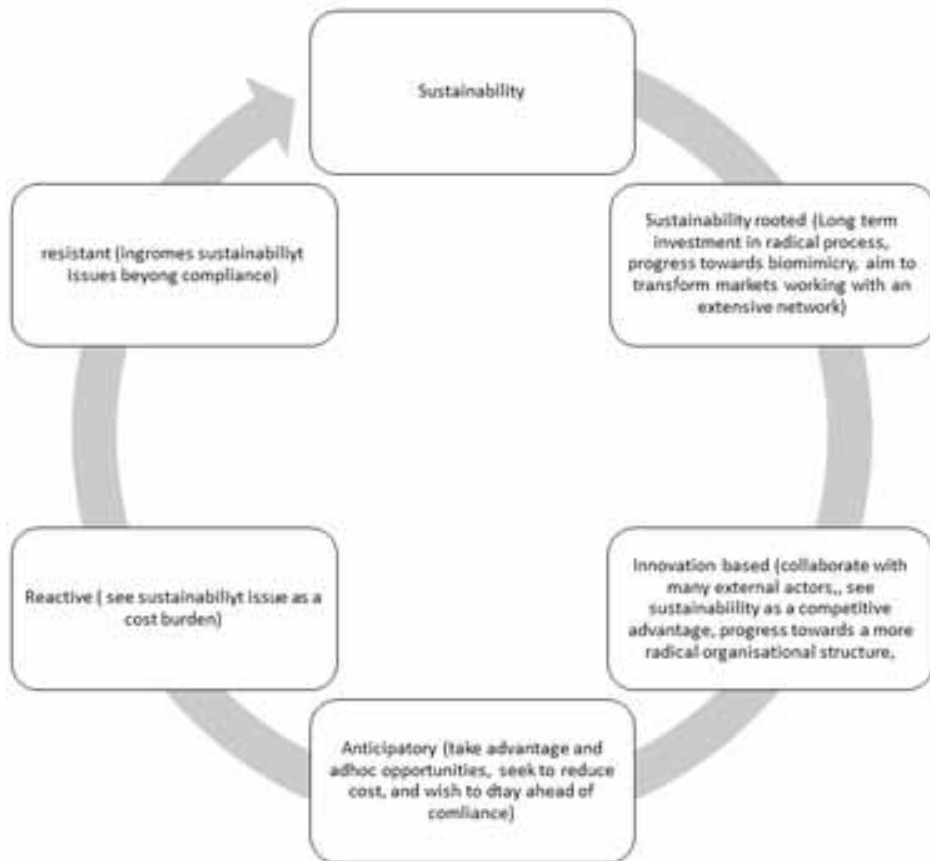 Sustainability
Sustainability rooted (Long term
investment in radical process,
progress towards biomimicry, aim to
transform markets working with an
extensive network)
Innovation based (collaborate with
many external actors,, see
sustainabiility as a competitive
advantage, progress towards a more
radical organisational structure,
Anticipatory (take advantage and
adhoc opportunities, seek to reduce
cost, and wish to dtay ahead of
comliance)
Reactive ( see sustainabiliyt issue as a
cost burden)
resistant (ingromes sustainabiliyt
issues beyong compliance)